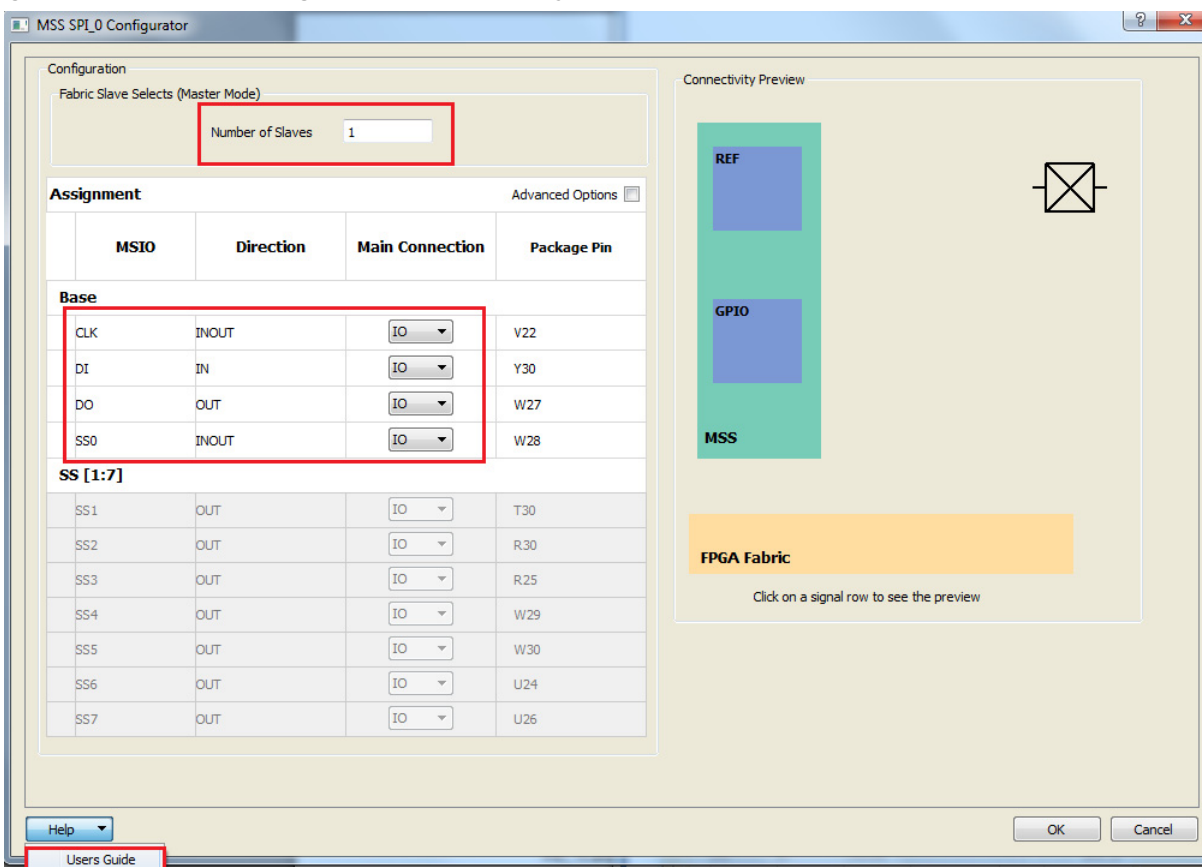 MSS SPI_0 Configurator
Configuration
Fabric Slave Selects (Master Mode)
Number of Slaves 1
Assignment Advanced Options
MSIO Direction Main Connection Package Pin
Base
CLK INOUT IO V22
DI IN IO Y30
DO OUT IO W27
SS0 INOUT IO W28
SS [1:7]
SS1 OUT IO T30
SS2 OUT IO R30
SS3 OUT IO R25
SS4 OUT IO W29
SS5 OUT IO W30
SS6 OUT IO U24
SS7 OUT IO U26
Connectivity Preview
REF
GPIO
MSS
FPGA Fabric
Click on a signal row to see the preview
Help OK Cancel
Users Guide